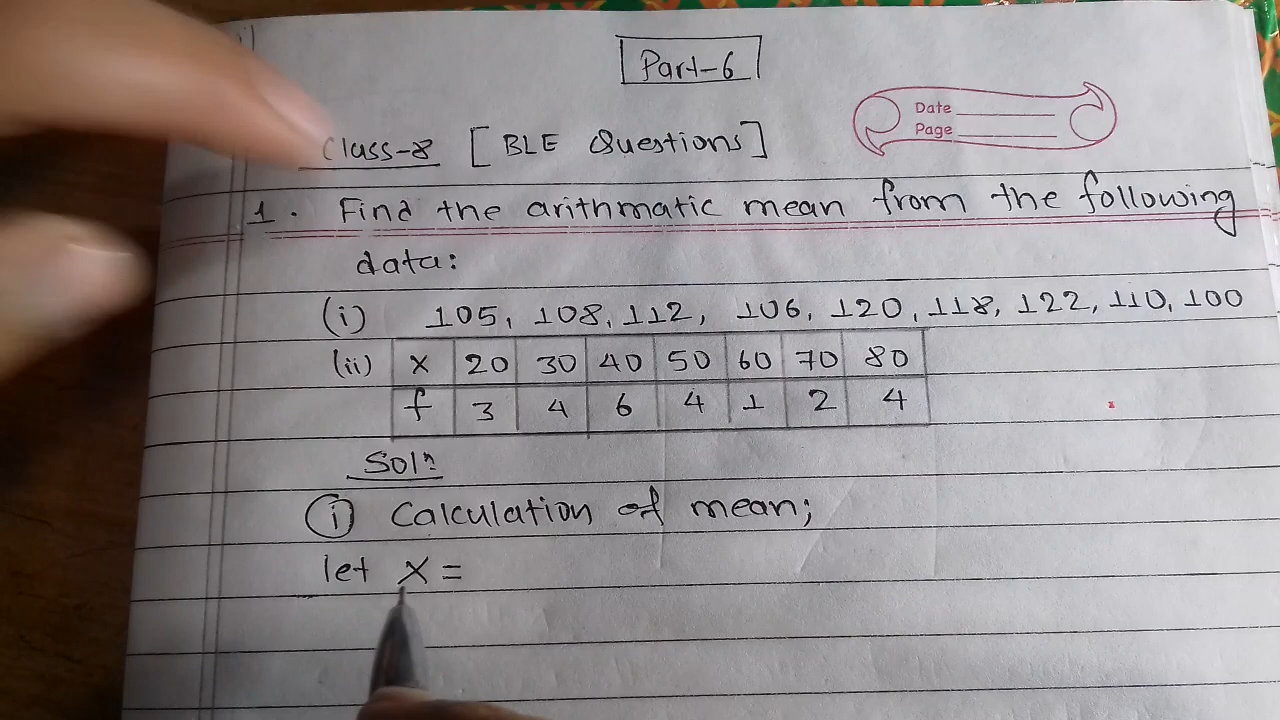 Part-6
Date
Page
Class-8 [BLE Questions]
1. Find the arithmatic mean from the following
data:
(i) 105, 108, 112, 106, 120, 118, 122, 110, 100
(ii) x 20 30 40 50 60 70 80
f 3 4 6 4 1 2 4
Solⁿ
(i) Calculation of mean;
let x =